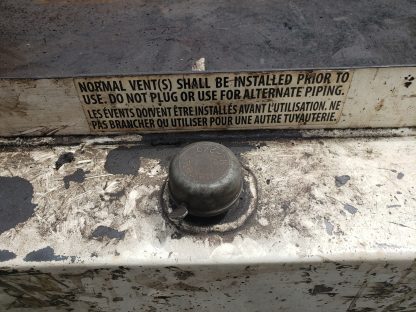 NORMAL VENT(S) SHALL BE INSTALLED PRIOR TO
USE. DO NOT PLUG OR USE FOR ALTERNATE PIPING.
LES ÉVENTS DOIVENT ÊTRE INSTALLÉS AVANT L'UTILISATION. NE
PAS BRANCHER OU UTILISER POUR UNE AUTRE TUYAUTERIE.